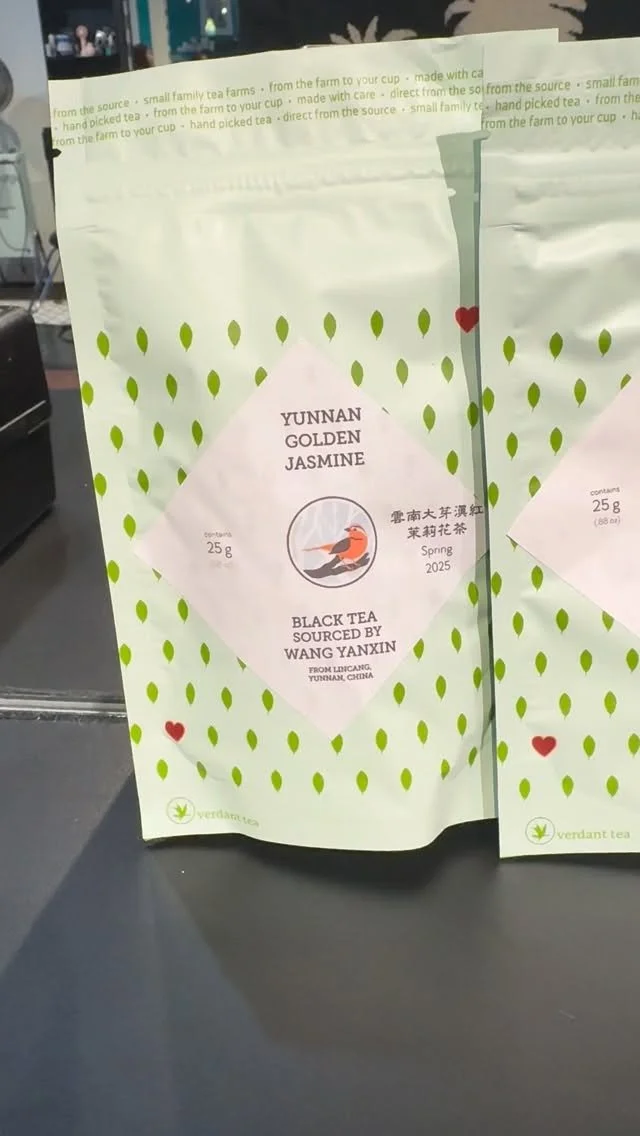 from the source • small family tea farms • from the farm to your cup • made with ca
• hand picked tea • from the farm to your cup • made with care • direct from the so
from the farm to your cup • hand picked tea • direct from the source • small family te
YUNNAN
GOLDEN
JASMINE
contains
25 g
雲南大芽滇紅
茉莉花茶
Spring
2025
BLACK TEA
SOURCED BY
WANG YANXIN
FROM LINCANG,
YUNNAN, CHINA
verdant tea
from the source • small fam
• hand picked tea • from the
from the farm to your cup • ha
contains
25 g
(.88 oz)
verdant tea